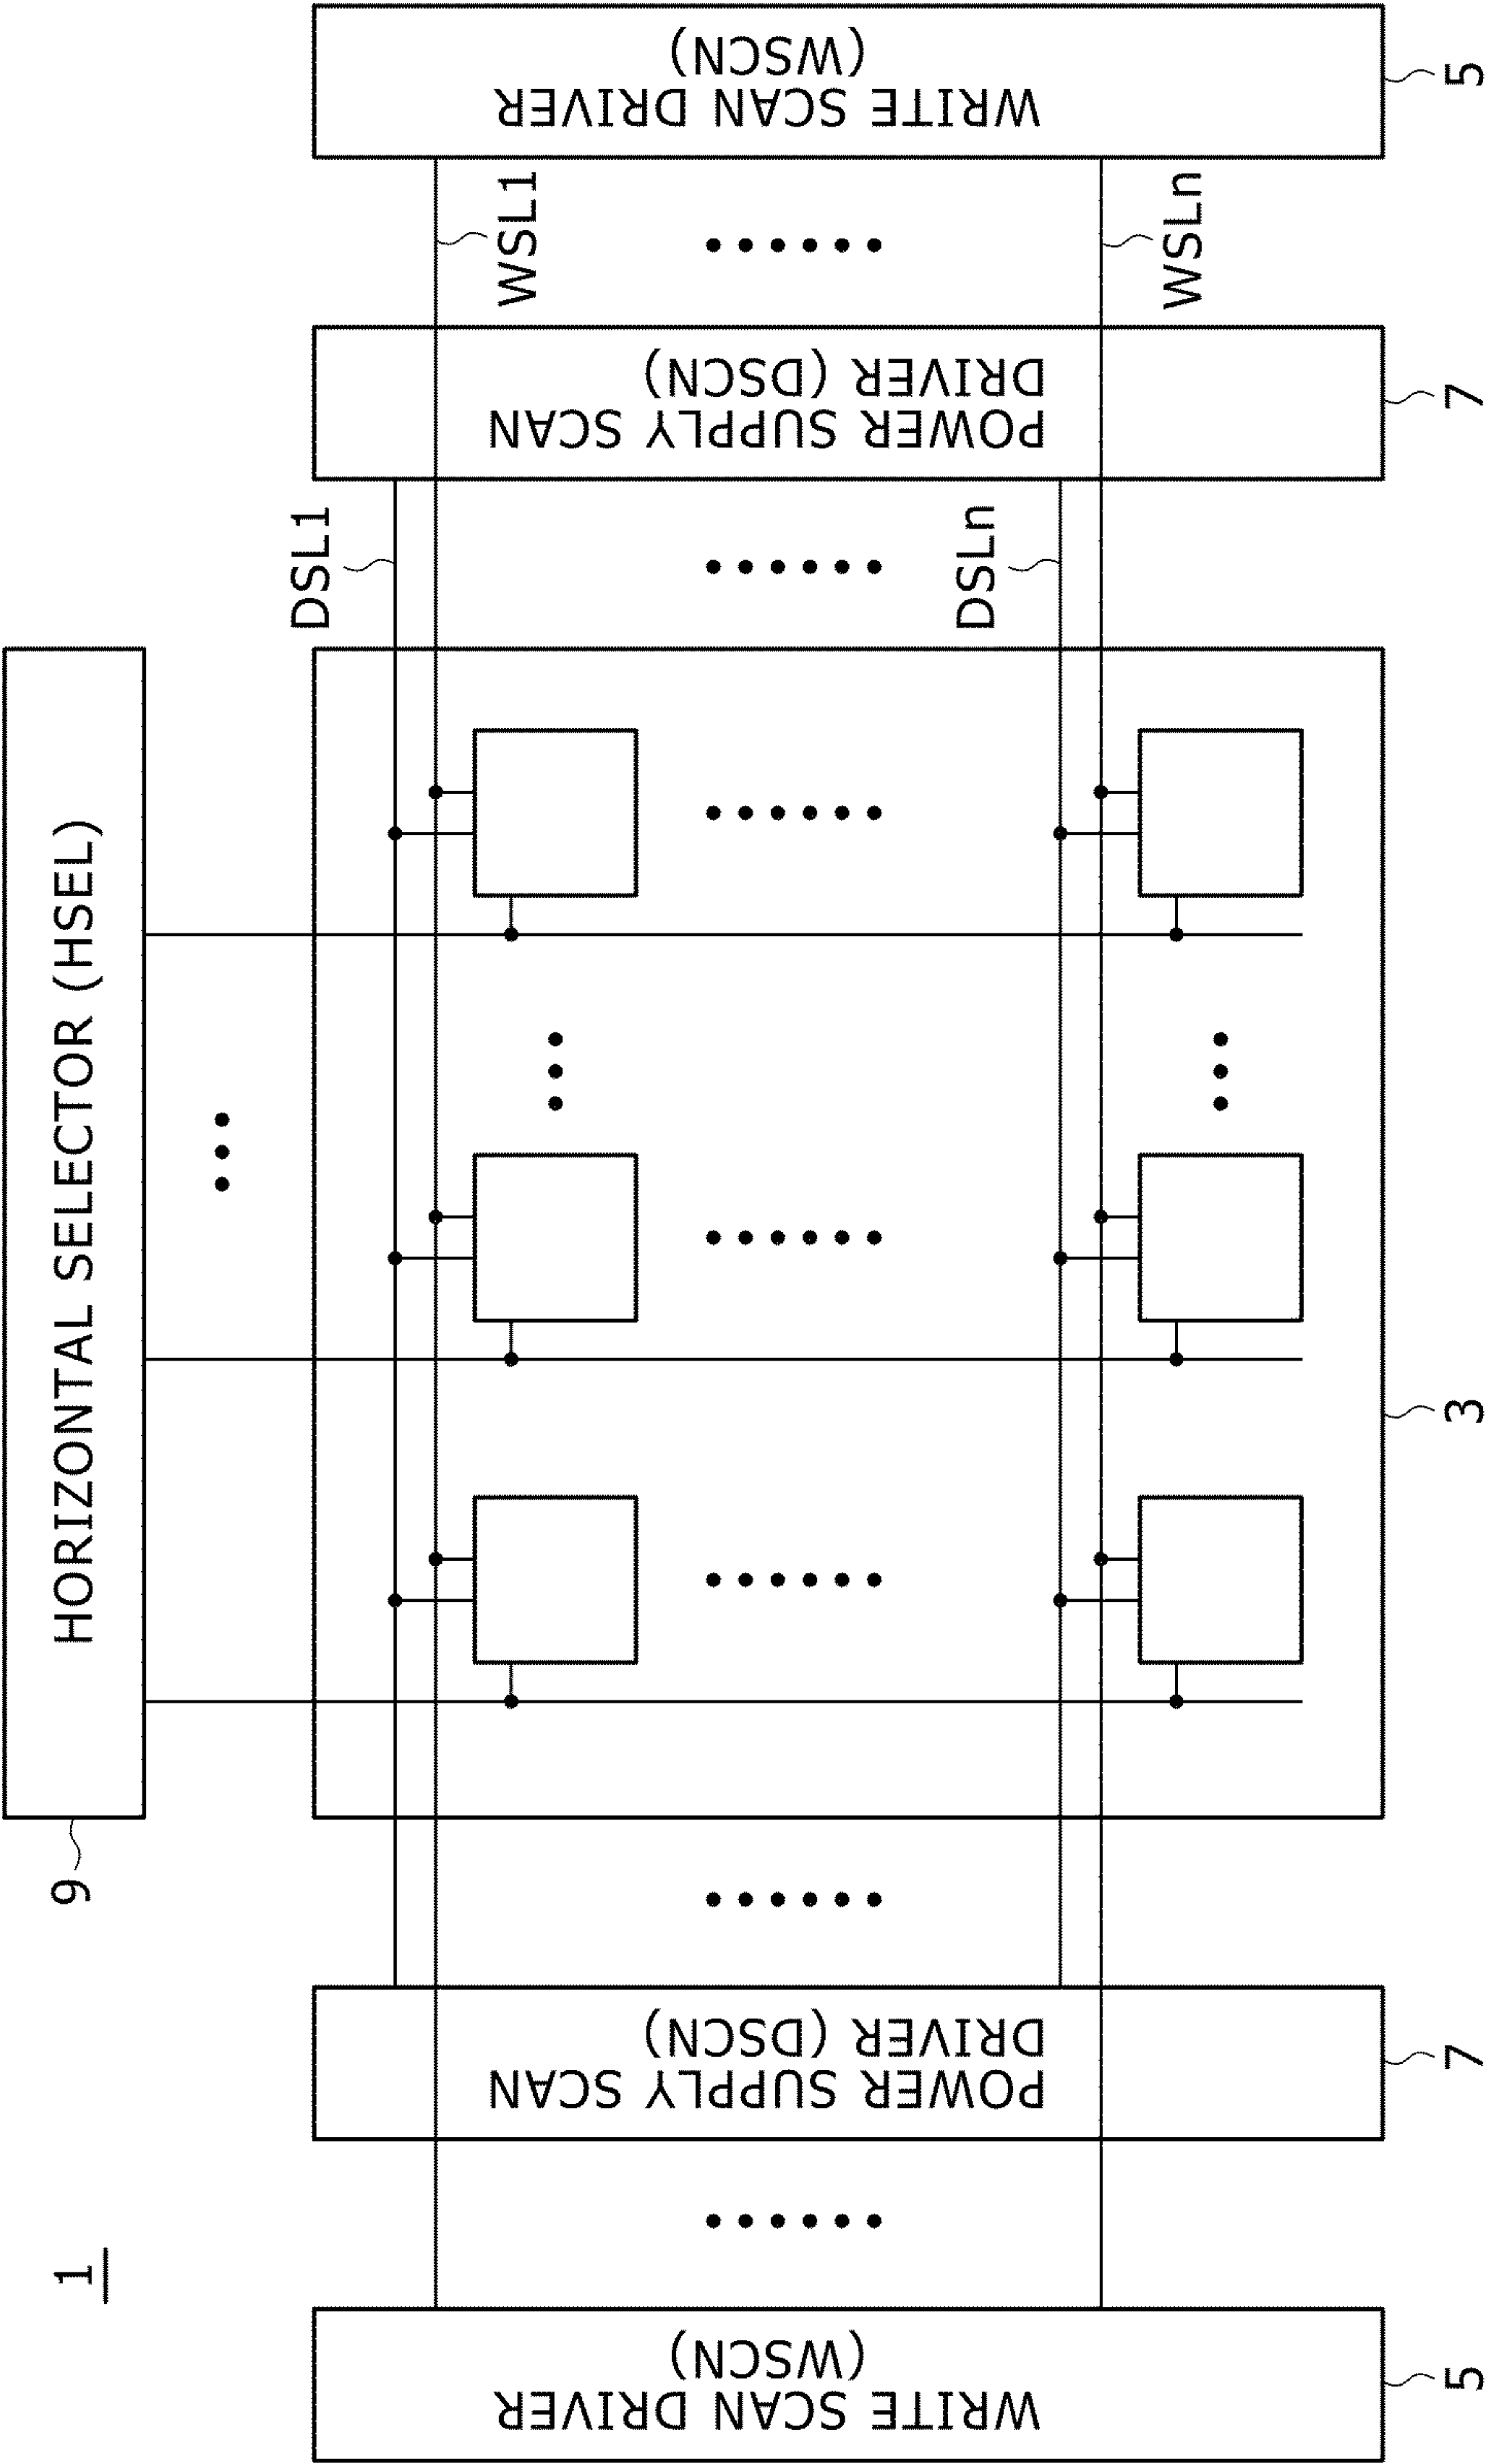 1
9
HORIZONTAL SELECTOR (HSEL)
WRITE SCAN DRIVER
(WSCN)
5
POWER SUPPLY SCAN
DRIVER (DSCN)
7
3
DSL1
DSLn
POWER SUPPLY SCAN
DRIVER (DSCN)
7
WSL1
WSLn
WRITE SCAN DRIVER
(WSCN)
5